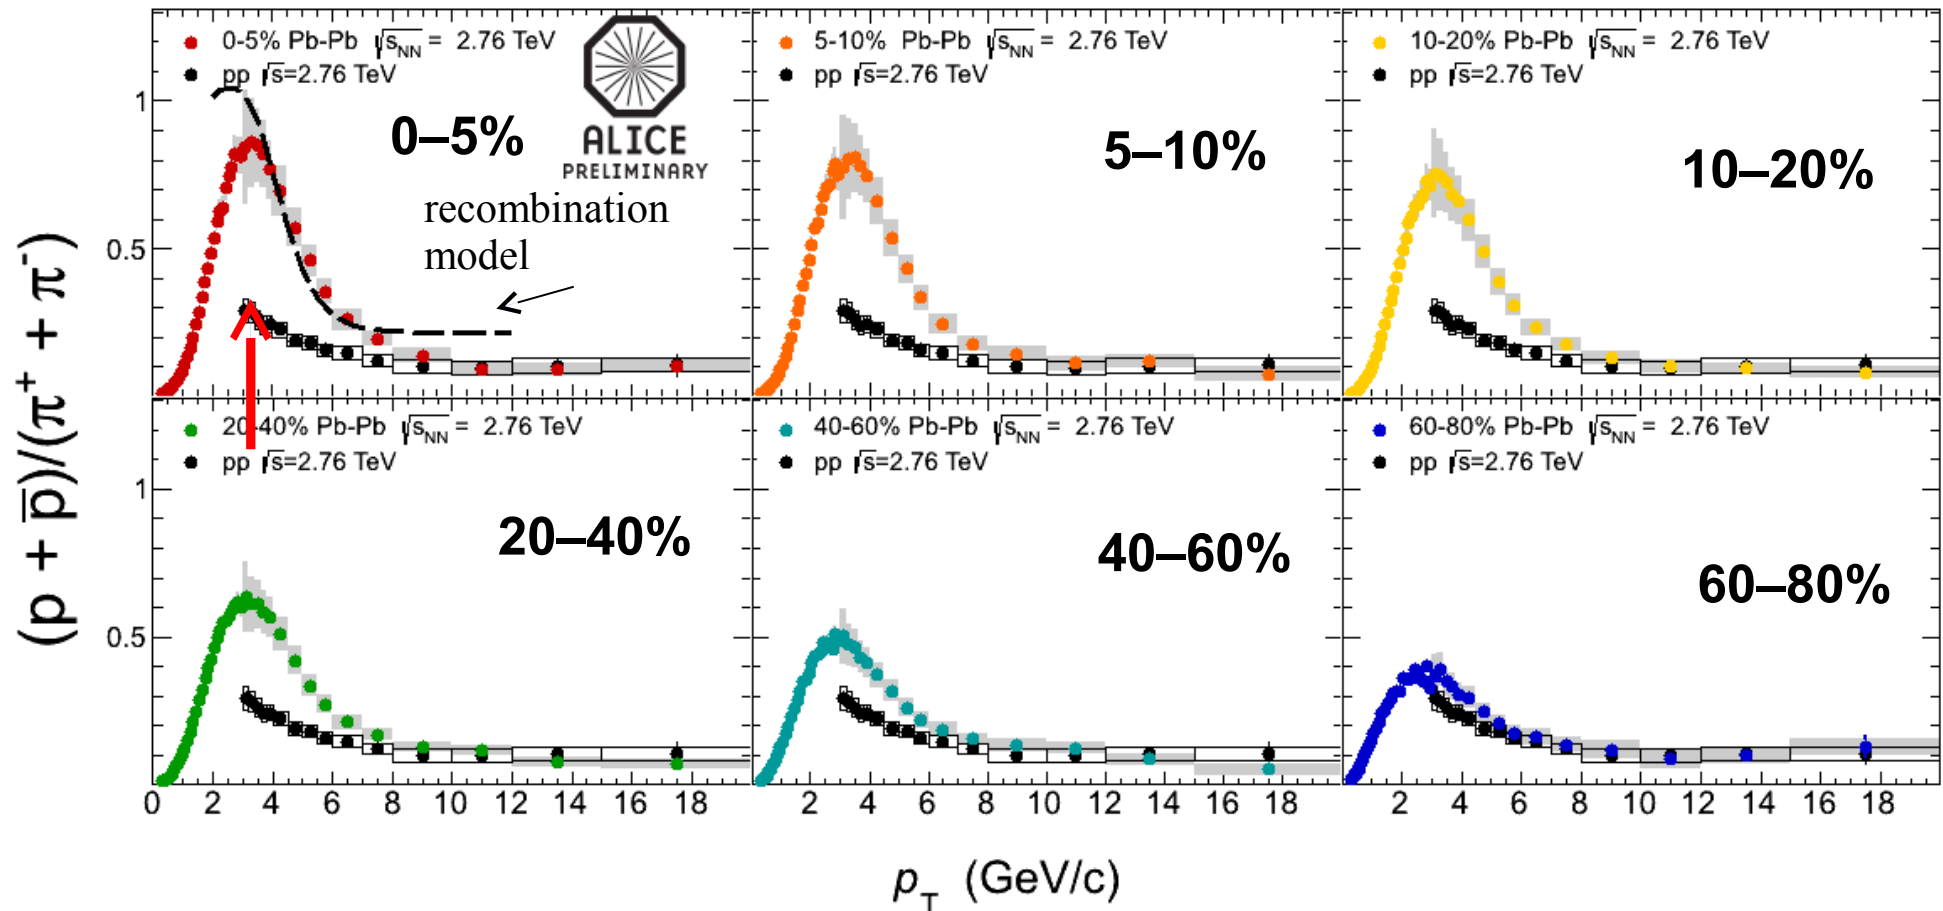 0-5% Pb-Pb √sNN = 2.76 TeV
pp √s=2.76 TeV
ALICE
PRELIMINARY
0–5%
recombination
model
5-10% Pb-Pb √sNN = 2.76 TeV
pp √s=2.76 TeV
5–10%
10-20% Pb-Pb √sNN = 2.76 TeV
pp √s=2.76 TeV
10–20%
1
0.5
20-40% Pb-Pb √sNN = 2.76 TeV
pp √s=2.76 TeV
20–40%
40-60% Pb-Pb √sNN = 2.76 TeV
pp √s=2.76 TeV
40–60%
60-80% Pb-Pb √sNN = 2.76 TeV
pp √s=2.76 TeV
60–80%
1
0.5
(p + p̅)/(π⁺ + π⁻)
0 2 4 6 8 10 12 14 16 18
2 4 6 8 10 12 14 16 18
2 4 6 8 10 12 14 16 18
pT (GeV/c)